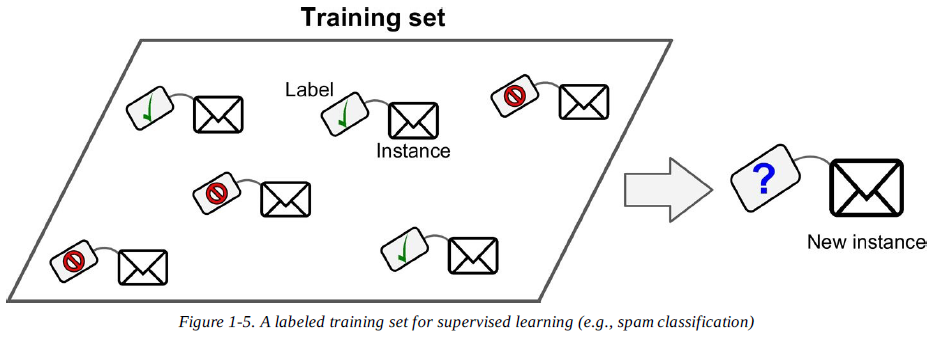 Training set
Label
Instance
?
New instance
Figure 1-5. A labeled training set for supervised learning (e.g., spam classification)